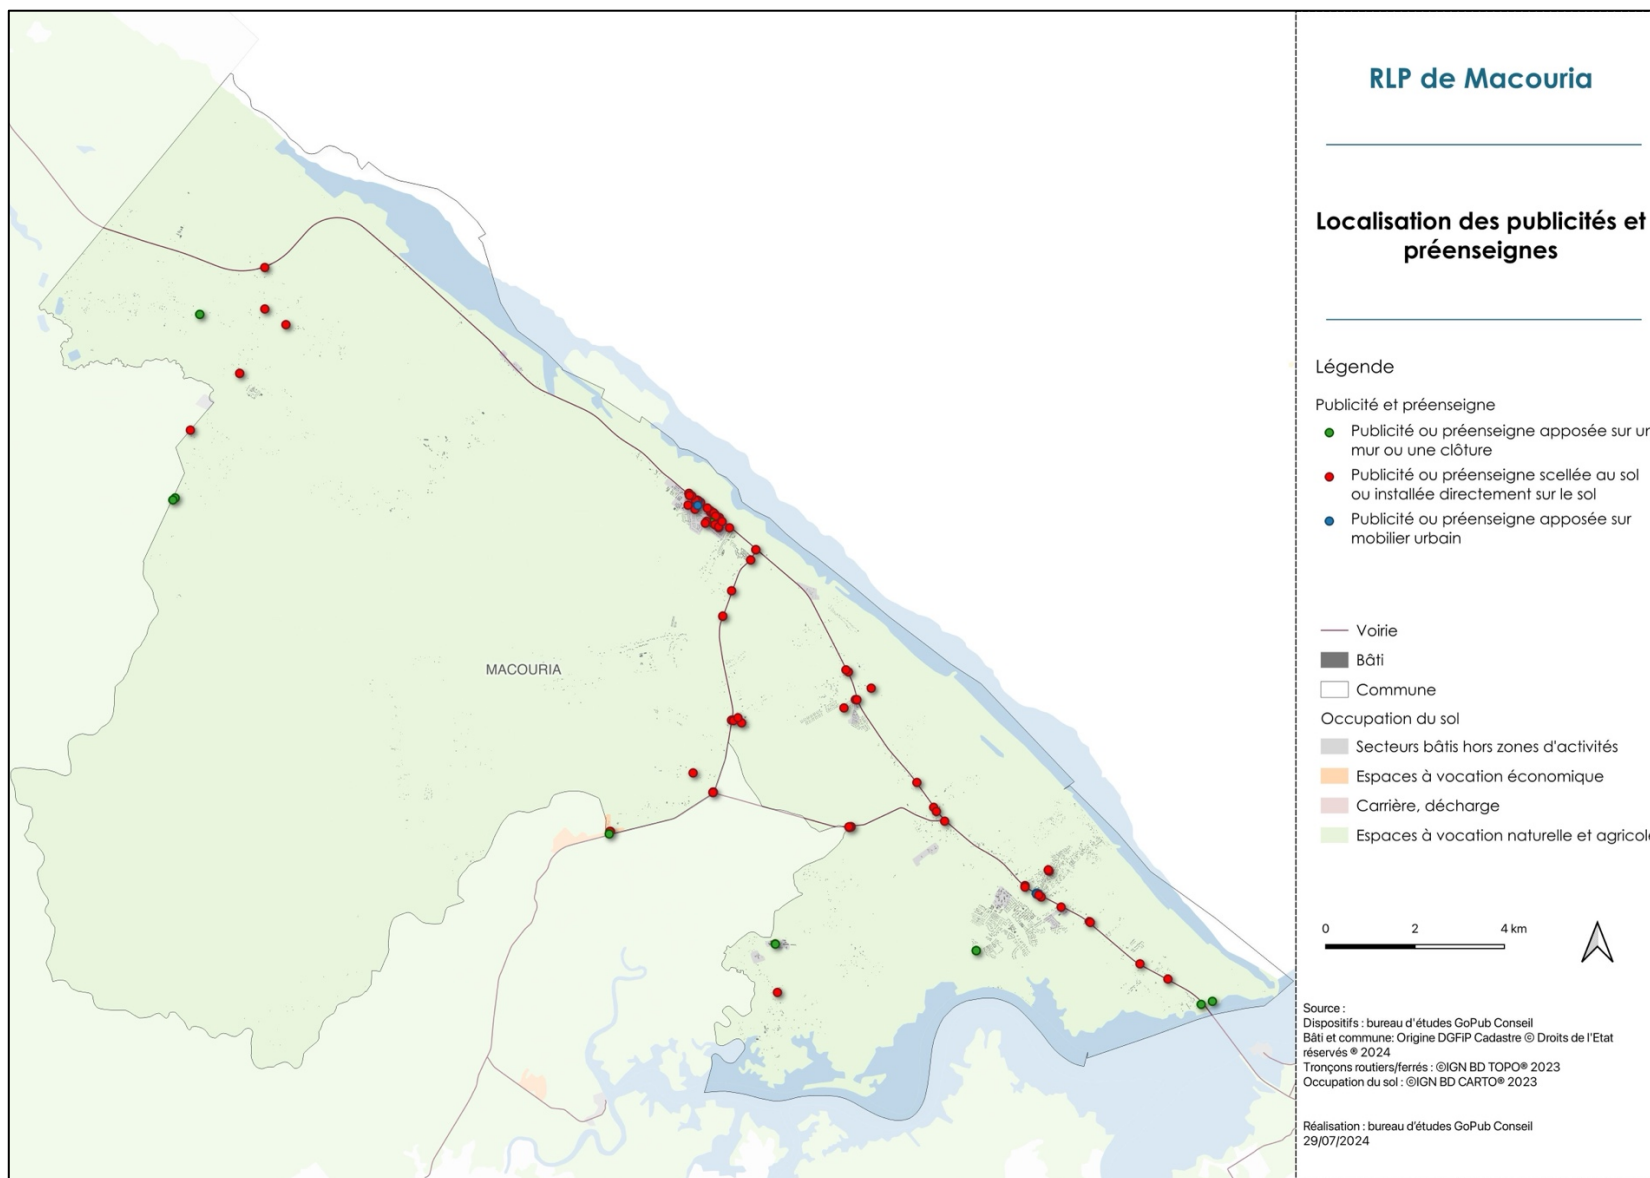 RLP de Macouria
Localisation des publicités et
préenseignes
Légende
Publicité et préenseigne
Publicité ou préenseigne apposée sur un
mur ou une clôture
Publicité ou préenseigne scellée au sol
ou installée directement sur le sol
Publicité ou préenseigne apposée sur
mobilier urbain
Voirie
Bâti
Commune
Occupation du sol
Secteurs bâtis hors zones d'activités
Espaces à vocation économique
Carrière, décharge
Espaces à vocation naturelle et agricole
0 2 4 km
Source :
Dispositifs : bureau d'études GoPub Conseil
Bâti et commune: Origine DGFiP Cadastre © Droits de l'Etat
réservés ® 2024
Tronçons routiers/ferrés : ©IGN BD TOPO® 2023
Occupation du sol : ©IGN BD CARTO® 2023
Réalisation : bureau d'études GoPub Conseil
29/07/2024
MACOURIA